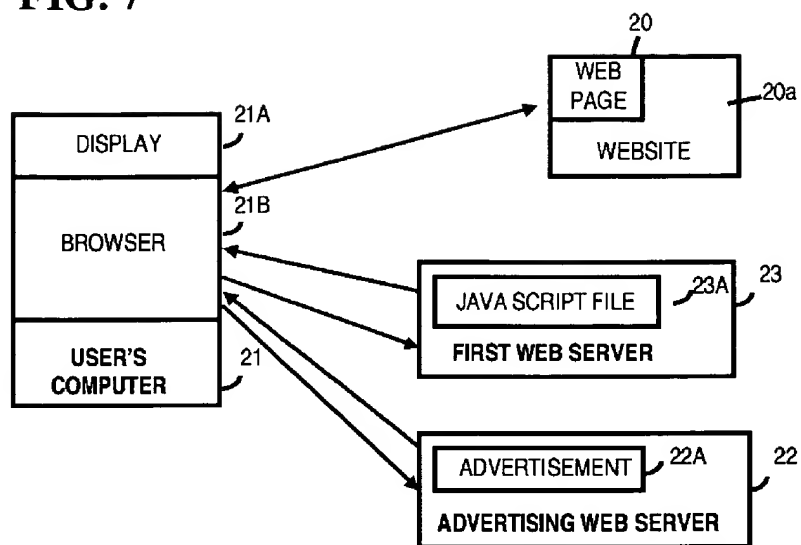 FIG. 7
20
WEB
PAGE
20a
WEBSITE
21A
DISPLAY
21B
BROWSER
USER'S
COMPUTER
21
JAVA SCRIPT FILE
23A
23
FIRST WEB SERVER
ADVERTISEMENT
22A
22
ADVERTISING WEB SERVER